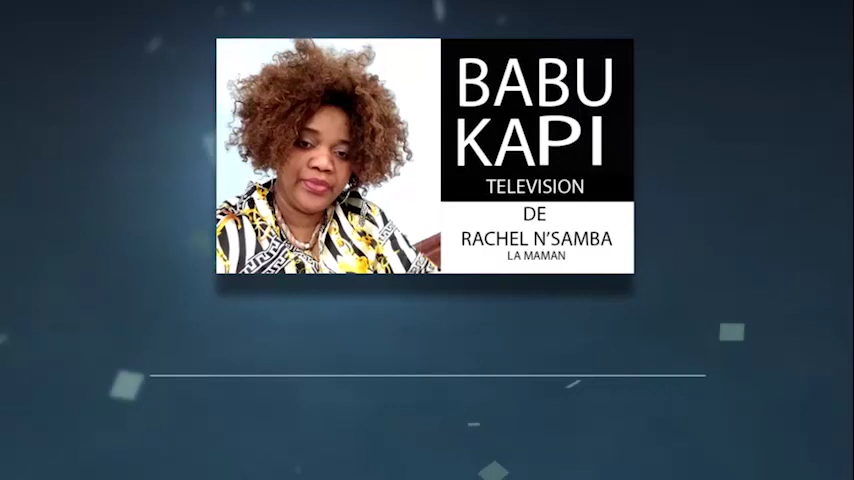 BABU
KAPI
TELEVISION
DE
RACHEL N'SAMBA
LA MAMAN